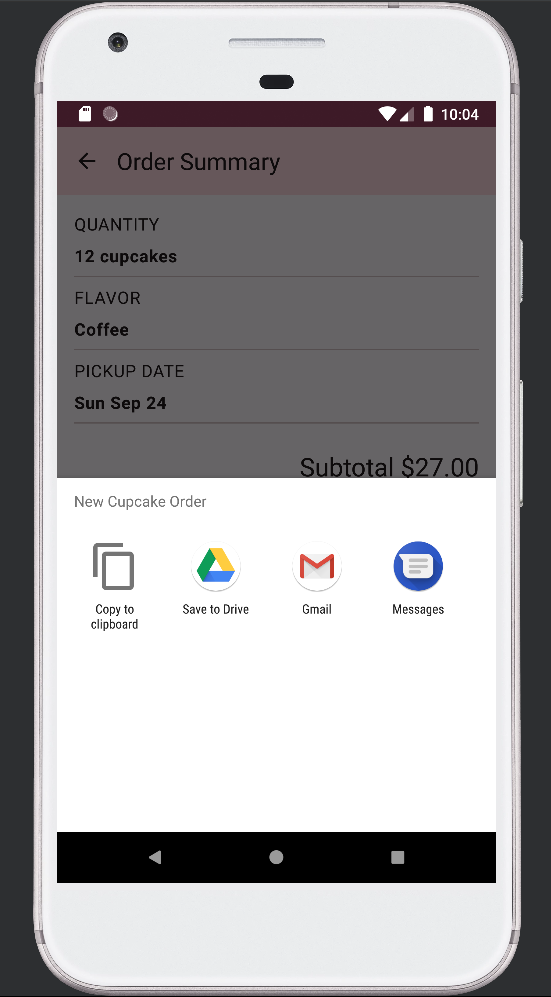 10:04
Order Summary
QUANTITY
12 cupcakes
FLAVOR
Coffee
PICKUP DATE
Sun Sep 24
Subtotal $27.00
New Cupcake Order
Copy to
clipboard
Save to Drive
Gmail
Messages